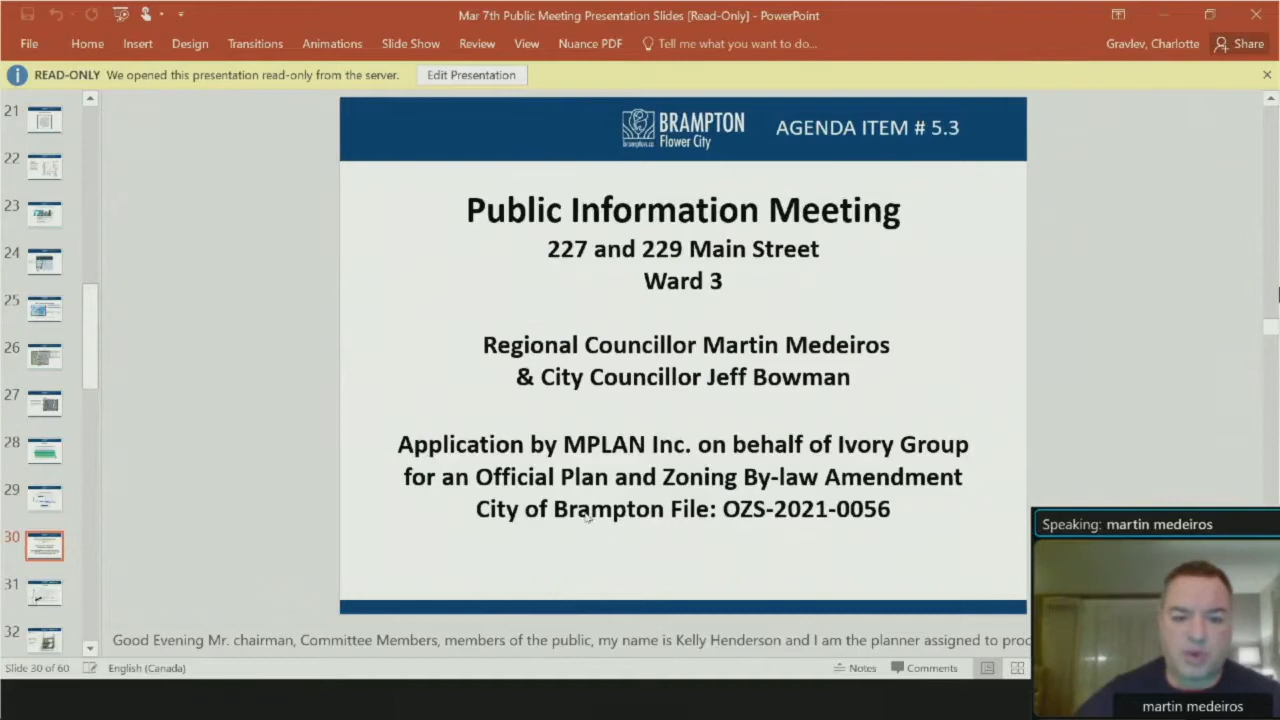 Mar 7th Public Meeting Presentation Slides [Read-Only] - PowerPoint
File Home Insert Design Transitions Animations Slide Show Review View Nuance PDF Tell me what you want to do... Gravlev, Charlotte Share
READ-ONLY We opened this presentation read-only from the server. Edit Presentation
21
22
23
24
25
26
27
28
29
30
31
32
BRAMPTON
brampton.ca Flower City
AGENDA ITEM # 5.3
Public Information Meeting
227 and 229 Main Street
Ward 3
Regional Councillor Martin Medeiros
& City Councillor Jeff Bowman
Application by MPLAN Inc. on behalf of Ivory Group
for an Official Plan and Zoning By-law Amendment
City of Brampton File: OZS-2021-0056
Speaking: martin medeiros
martin medeiros
Good Evening Mr. chairman, Committee Members, members of the public, my name is Kelly Henderson and I am the planner assigned to proc
Slide 30 of 60 English (Canada) Notes Comments